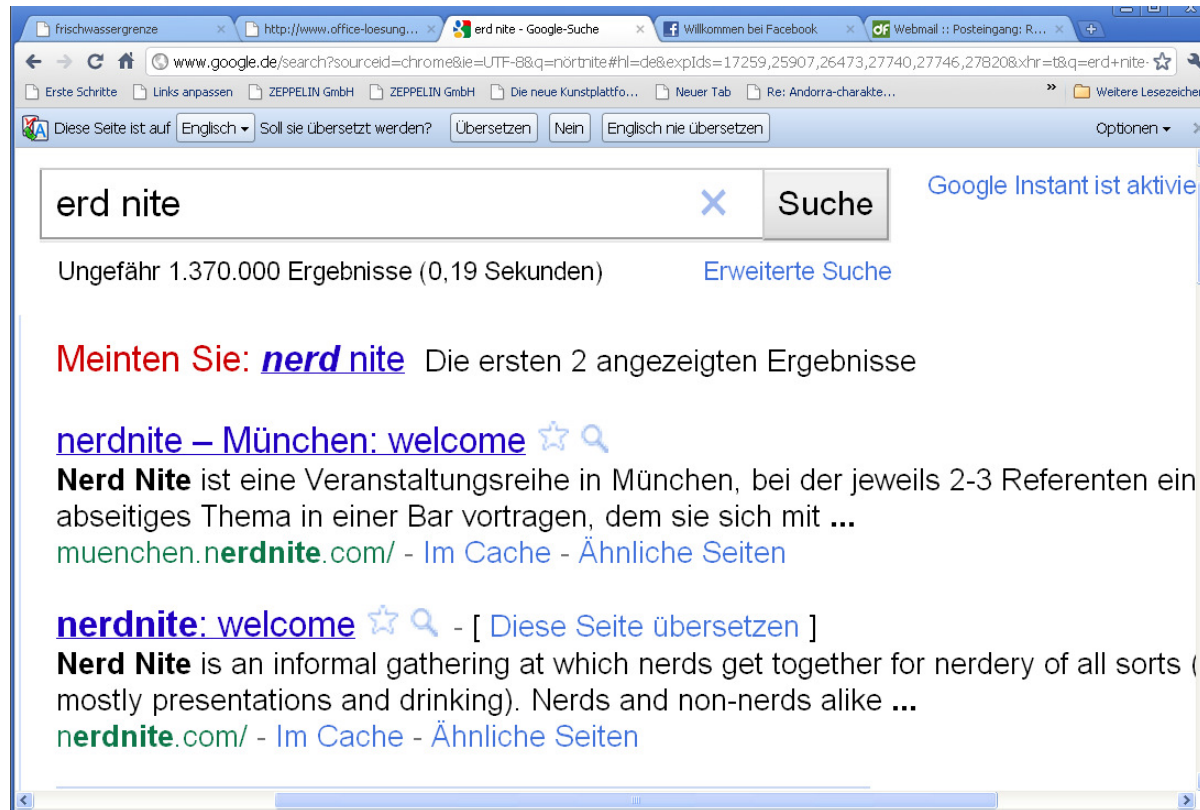 frischwassergrenze
http://www.office-loesung...
erd nite - Google-Suche
Willkommen bei Facebook
Webmail :: Posteingang: R...
www.google.de/search?sourceid=chrome&ie=UTF-8&q=nörtnite#hl=de&expIds=17259,25907,26473,27740,27746,27820&xhr=t&q=erd+nite-
Erste Schritte
Links anpassen
ZEPPELIN GmbH
ZEPPELIN GmbH
Die neue Kunstplattfo...
Neuer Tab
Re: Andorra-charakte...
»
Weitere Lesezeichen
Diese Seite ist auf Englisch Soll sie übersetzt werden? Übersetzen Nein Englisch nie übersetzen Optionen
erd nite Suche Google Instant ist aktivie
Ungefähr 1.370.000 Ergebnisse (0,19 Sekunden) Erweiterte Suche
Meinten Sie: nerd nite Die ersten 2 angezeigten Ergebnisse
nerdnite – München: welcome
Nerd Nite ist eine Veranstaltungsreihe in München, bei der jeweils 2-3 Referenten ein
abseitiges Thema in einer Bar vortragen, dem sie sich mit ...
muenchen.nerdnite.com/ - Im Cache - Ähnliche Seiten
nerdnite: welcome - [ Diese Seite übersetzen ]
Nerd Nite is an informal gathering at which nerds get together for nerdery of all sorts (
mostly presentations and drinking). Nerds and non-nerds alike ...
nerdnite.com/ - Im Cache - Ähnliche Seiten